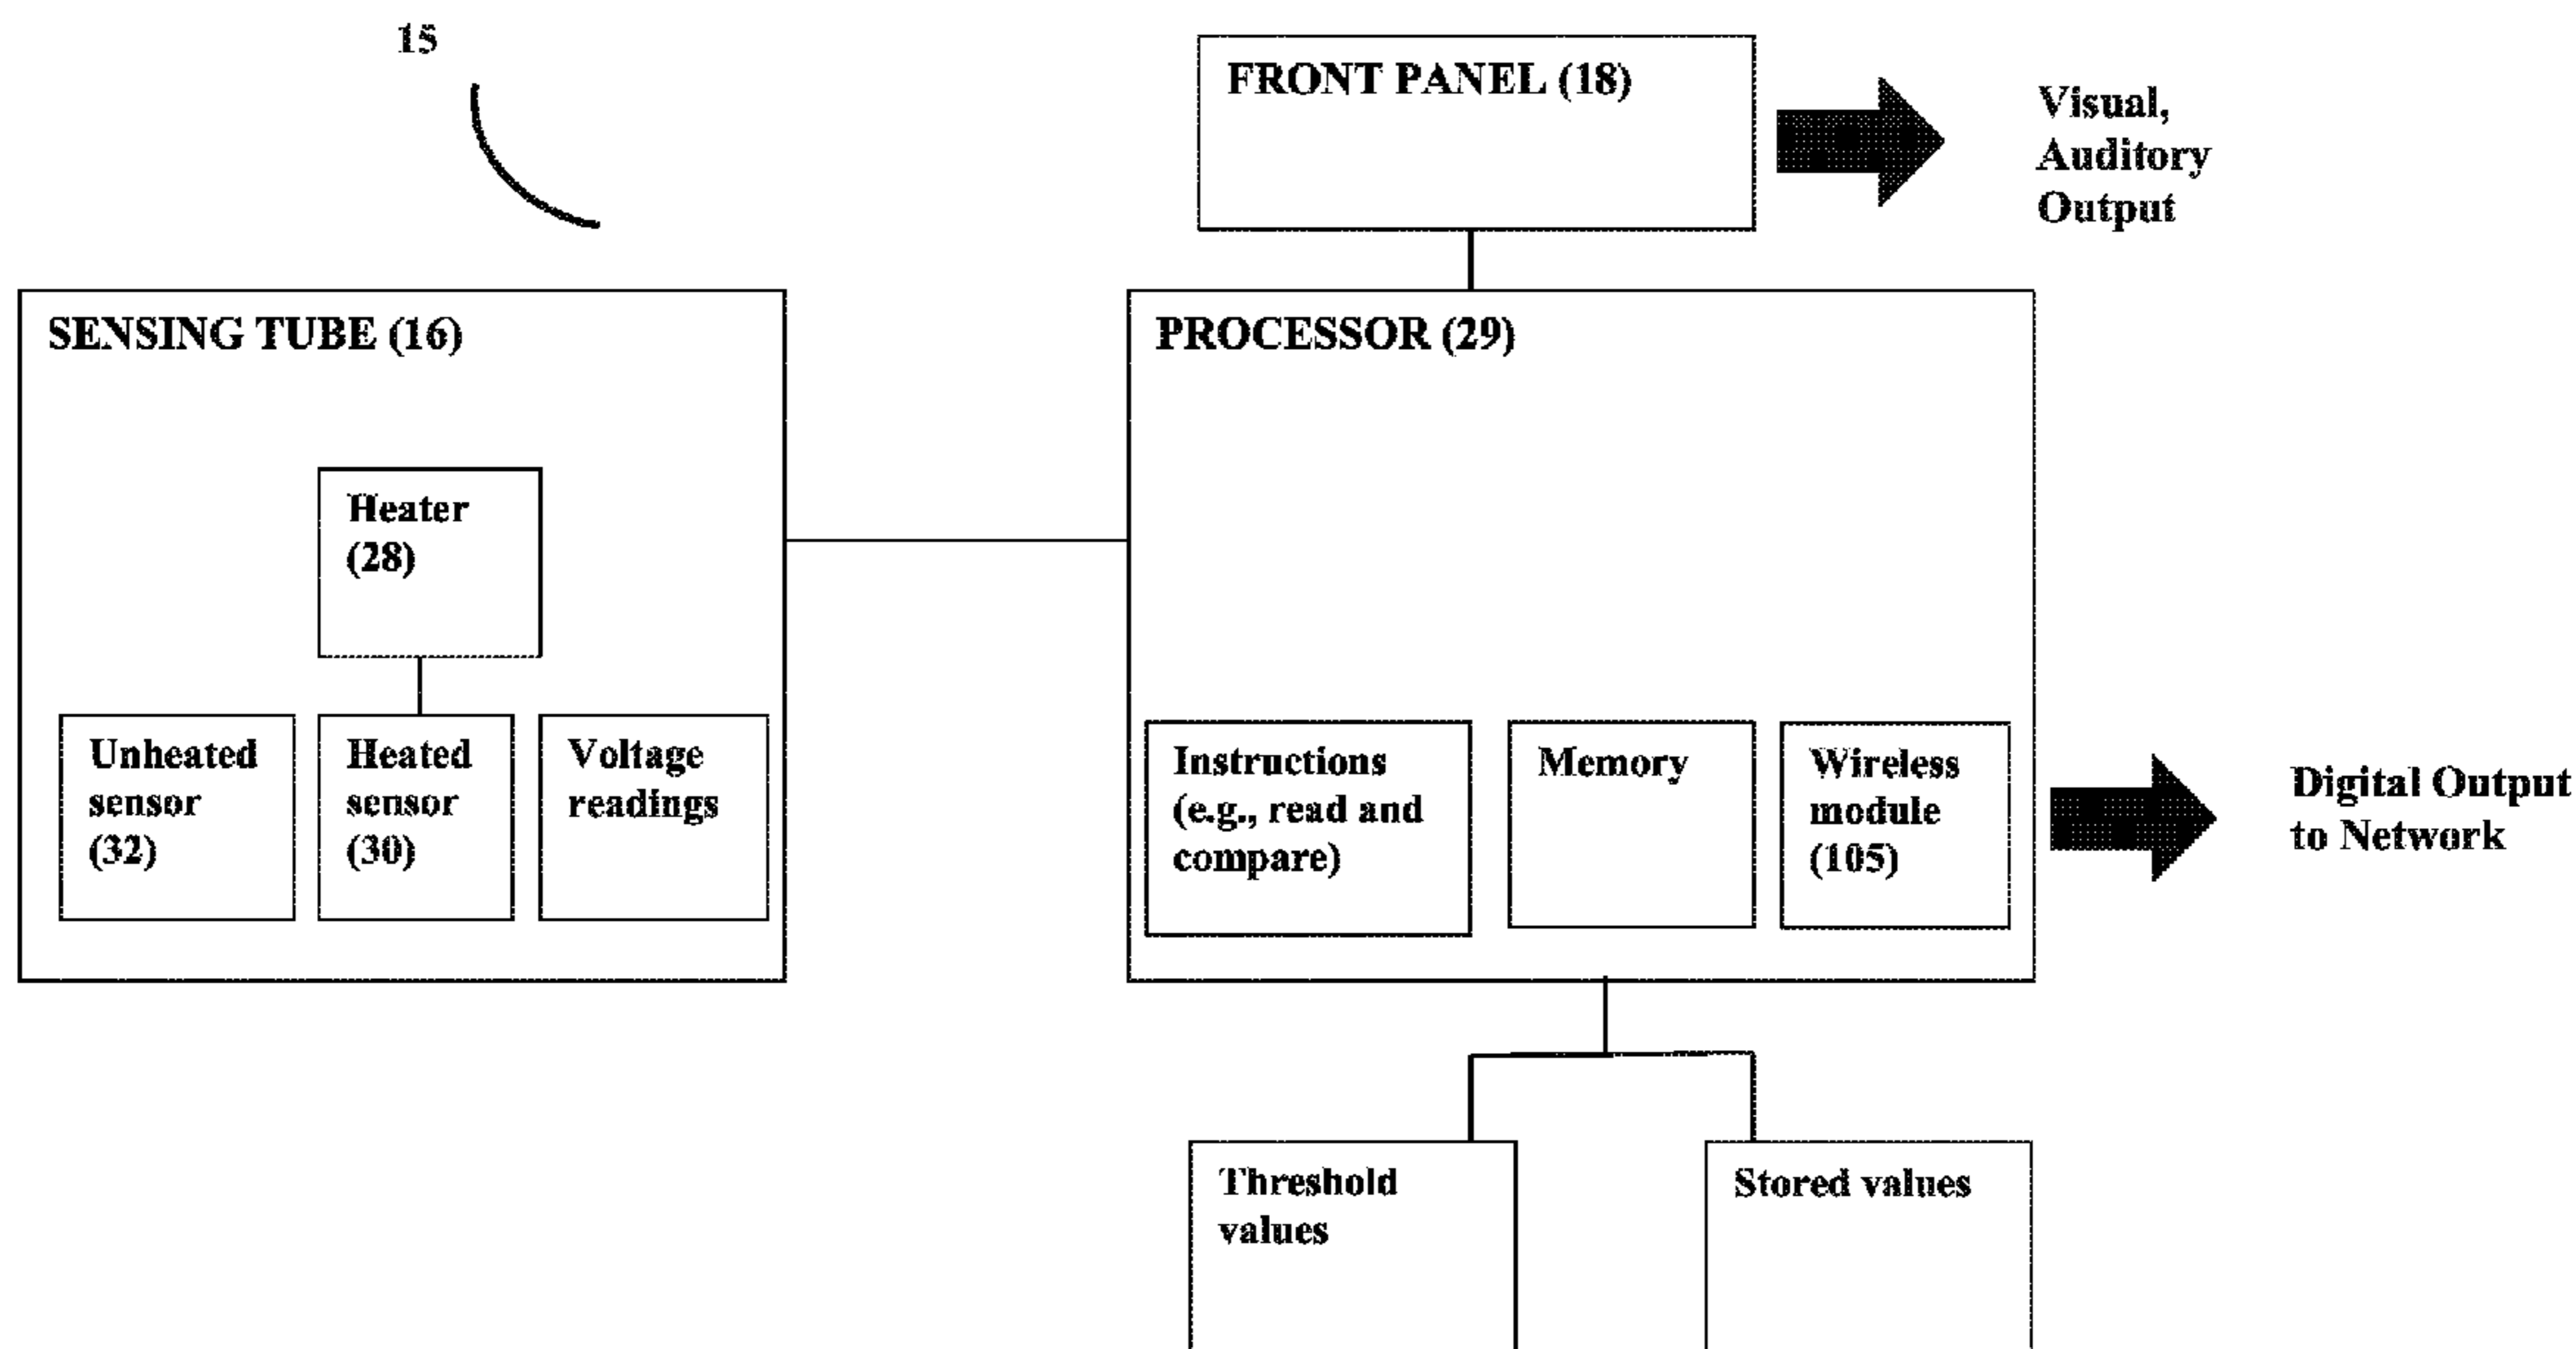 15
FRONT PANEL (18)
Visual,
Auditory
Output
SENSING TUBE (16)
Heater
(28)
Unheated
sensor
(32)
Heated
sensor
(30)
Voltage
readings
PROCESSOR (29)
Instructions
(e.g., read and
compare)
Memory
Wireless
module
(105)
Digital Output
to Network
Threshold
values
Stored values